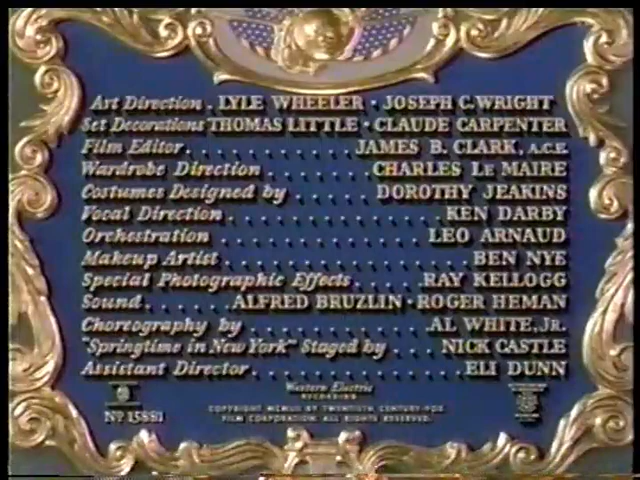 Art Direction . LYLE WHEELER · JOSEPH C. WRIGHT
Set Decorations THOMAS LITTLE · CLAUDE CARPENTER
Film Editor . . . . . . . . . . . . . . JAMES B. CLARK, A.C.E.
Wardrobe Direction . . . . . . . . CHARLES LE MAIRE
Costumes Designed by . . . . . . DOROTHY JEAKINS
Vocal Direction . . . . . . . . . . . . . . KEN DARBY
Orchestration . . . . . . . . . . . . . . LEO ARNAUD
Makeup Artist . . . . . . . . . . . . . . . . BEN NYE
Special Photographic Effects . . . . RAY KELLOGG
Sound . . . . . . ALFRED BRUZLIN · ROGER HEMAN
Choreography by . . . . . . . . . . . . AL WHITE, JR.
"Springtime in New York" Staged by . . . NICK CASTLE
Assistant Director . . . . . . . . . . . . . . ELI DUNN
Western Electric
RECORDING
Nº 15881
COPYRIGHT MCMLII BY TWENTIETH CENTURY-FOX
FILM CORPORATION. ALL RIGHTS RESERVED.